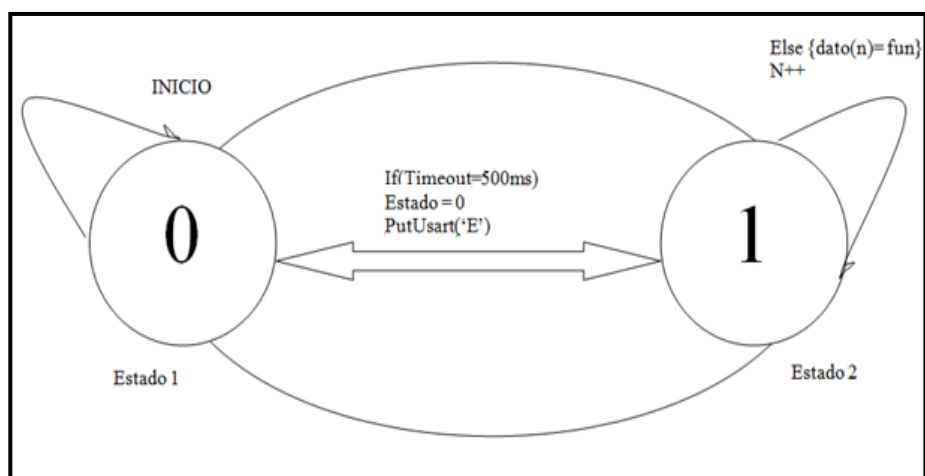 INICIO
Else {dato(n)=fun}
N++
If(Timeout=500ms)
Estado = 0
PutUsart(‘E’)
0
1
Estado 1
Estado 2